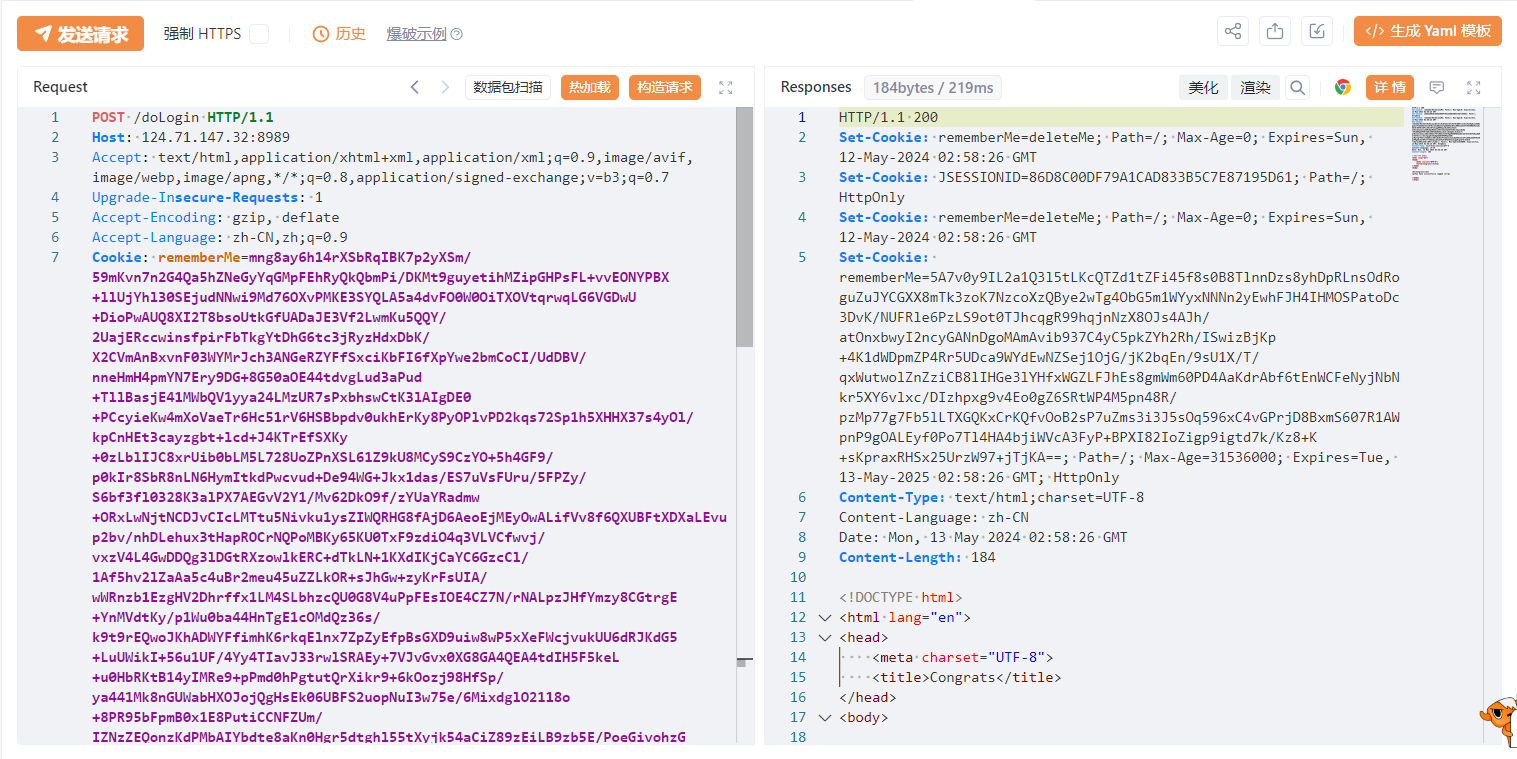 发送请求 强制 HTTPS 历史 爆破示例 生成 Yaml 模板
Request 数据包扫描 热加载 构造请求
1 POST /doLogin HTTP/1.1
2 Host: 124.71.147.32:8989
3 Accept: text/html,application/xhtml+xml,application/xml;q=0.9,image/avif,
image/webp,image/apng,*/*;q=0.8,application/signed-exchange;v=b3;q=0.7
4 Upgrade-Insecure-Requests: 1
5 Accept-Encoding: gzip, deflate
6 Accept-Language: zh-CN,zh;q=0.9
7 Cookie: rememberMe=mng8ay6h14rXSbRqIBK7p2yXSm/
59mKvn7n2G4Qa5hZNeGyYqGMpFEhRyQkQbmPi/DKMt9guyetihMZipGHPsFL+vvEONYPBX
+llUjYhl30SEjudNNwi9Md76OXvPMKE3SYQLA5a4dvFO0W0OiTXOVtqrwqLG6VGDwU
+DioPwAUQ8XI2T8bsoUtkGfUADaJE3Vf2LwmKu5QQY/
2UajERccwinsfpirFbTkgYtDhG6tc3jRyzHdxDbK/
X2CVmAnBxvnF03WYMrJch3ANGeRZYFfSxciKbFI6fXpYwe2bmCoCI/UdDBV/
nneHmH4pmYN7Ery9DG+8G50aOE44tdvgLud3aPud
+TllBasjE41MWbQV1yya24LMzUR7sPxbhswCtK3lAIgDE0
+PCcyieKw4mXoVaeTr6Hc51rV6HSBbpdv0ukhErKy8PyOPlvPD2kqs72Sp1h5XHHX37s4yOl/
kpCnHEt3cayzgbt+lcd+J4KTrEfSXKy
+0zLblIJC8xrUib0bLM5L728UoZPnXSL61Z9kU8MCyS9CzYO+5h4GF9/
p0kIr8SbR8nLN6HymItkdPwcvud+De94WG+Jkx1das/ES7uVsFUru/5FPZy/
S6bf3fl0328K3alPX7AEGvV2Y1/Mv62DkO9f/zYUaYRadmw
+ORxLwNjtNCDJvCIcLMTtu5Nivku1ysZIWQRHG8fAjD6AeoEjMEyOwALifVv8f6QXUBFtXDXaLEvu
p2bv/nhDLehux3tHapROCrNQPoMBKy65KU0TxF9zdiO4q3VLVCfwvj/
vxzV4L4GwDDQg3lDGtRXzowlkERC+dTkLN+1KXdIKjCaYC6GzcCl/
1Af5hv2lZaAa5c4uBr2meu45uZZLkOR+sJhGw+zyKrFsUIA/
wWRnzb1EzgHV2Dhrffx1LM4SLbhzcQU0G8V4uPpFEsIOE4CZ7N/rNALpzJHfYmzy8CGtrgE
+YnMVdtKy/p1Wu0ba44HnTgE1cOMdQz36s/
k9t9rEQwoJKhADWYFfimhK6rkqElnx7ZpZyEfpBsGXD9uiw8wP5xXeFWcjvukUU6dRJKdG5
+LuUWikI+56u1UF/4Yy4TIavJ33rwlSRAEy+7VJvGvx0XG8GA4QEA4tdIH5F5keL
+u0HbRKtB14yIMRe9+pPmd0hPgtutQrXikr9+6kOozj98HfSp/
ya441Mk8nGUWabHXOJojQgHsEk06UBFS2uopNuI3w75e/6MixdglO2118o
+8PR95bFpmB0x1E8PutiCCNFZUm/
IZNzZEQonzKdPMbAIYbdte8aKn0Hgr5dtghl55tXyjk54aCiZ89zEiLB9zb5E/PoeGivohzG
Responses 184bytes / 219ms 美化 渲染 详情
1 HTTP/1.1 200
2 Set-Cookie: rememberMe=deleteMe; Path=/; Max-Age=0; Expires=Sun,
12-May-2024 02:58:26 GMT
3 Set-Cookie: JSESSIONID=86D8C00DF79A1CAD833B5C7E87195D61; Path=/;
HttpOnly
4 Set-Cookie: rememberMe=deleteMe; Path=/; Max-Age=0; Expires=Sun,
12-May-2024 02:58:26 GMT
5 Set-Cookie:
rememberMe=5A7v0y9IL2a1Q3l5tLKcQTZd1tZFi45f8s0B8TlnnDzs8yhDpRLnsOdRo
guZuJYCGXX8mTk3zoK7NzcoXzQBye2wTg4ObG5m1WYyxNNNn2yEwhFJH4IHMOSPatoDc
3DvK/NUFRle6PzLS9ot0TJhcqgR99hqjnNzX8OJs4AJh/
atOnxbwyI2ncyGANnDgoMAmAvib937C4yC5pkZYh2Rh/ISwizBjKp
+4K1dWDpmZP4Rr5UDca9WYdEwNZSej1OjG/jK2bqEn/9sU1X/T/
qxWutwolZnZziCB8lIHGe3lYHfxWGZLFJhEs8gmWm60PD4AaKdrAbf6tEnWCFeNyjNbN
kr5XY6vlxc/DIzhpxg9v4Eo0gZ6SRtWP4M5pn48R/
pzMp77g7Fb5lLTXGQKxCrKQfvOoB2sP7uZms3i3J5sOq596xC4vGPrjD8BxmS607R1AW
pnP9gOALEyf0Po7Tl4HA4bjiWVcA3FyP+BPXI82IoZigp9igtd7k/Kz8+K
+sKpraxRHSx25UrzW97+jTjKA==; Path=/; Max-Age=31536000; Expires=Tue,
13-May-2025 02:58:26 GMT; HttpOnly
6 Content-Type: text/html;charset=UTF-8
7 Content-Language: zh-CN
8 Date: Mon, 13 May 2024 02:58:26 GMT
9 Content-Length: 184
10
11 <!DOCTYPE html>
12 <html lang="en">
13 <head>
14 <meta charset="UTF-8">
15 <title>Congrats</title>
16 </head>
17 <body>
18